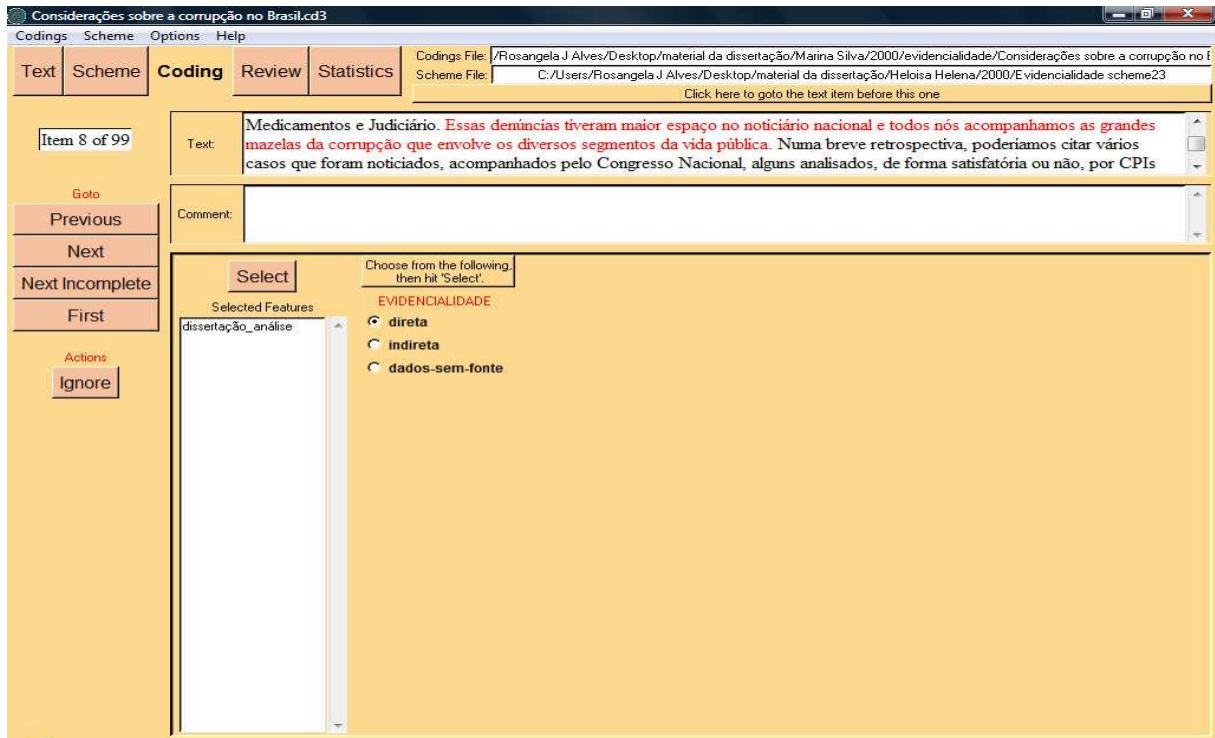 Considerações sobre a corrupção no Brasil.cd3
Codings Scheme Options Help
Text Scheme Coding Review Statistics
Codings File: /Rosangela J Alves/Desktop/material da dissertação/Marina Silva/2000/evidencialidade/Considerações sobre a corrupção no
Scheme File: C:/Users/Rosangela J Alves/Desktop/material da dissertação/Heloisa Helena/2000/Evidencialidade scheme23
Click here to goto the text item before this one
Item 8 of 99
Text:
Medicamentos e Judiciário. Essas denúncias tiveram maior espaço no noticiário nacional e todos nós acompanhamos as grandes
mazelas da corrupção que envolve os diversos segmentos da vida pública. Numa breve retrospectiva, poderiamos citar vários
casos que foram noticiados, acompanhados pelo Congresso Nacional, alguns analisados, de forma satisfatória ou não, por CPIs
Goto
Previous
Next
Next Incomplete
First
Actions
Ignore
Comment:
Select
Selected Features
dissertação_análise
Choose from the following,
then hit 'Select'.
EVIDENCIALIDADE
direta
indireta
dados-sem-fonte